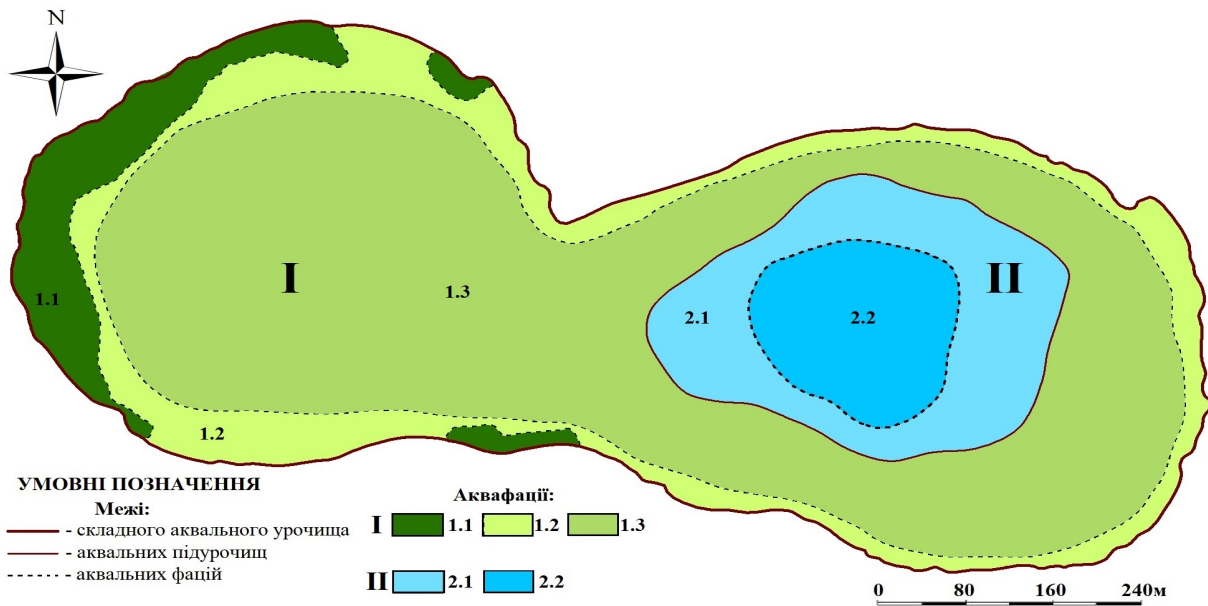 N
I
II
1.1
1.3
2.1
2.2
1.2
УМОВНІ ПОЗНАЧЕННЯ
Межі:
- складного аквального урочища
- аквальних підурочищ
- аквальних фацій
Аквафації:
I 1.1 1.2 1.3
II 2.1 2.2
0 80 160 240м